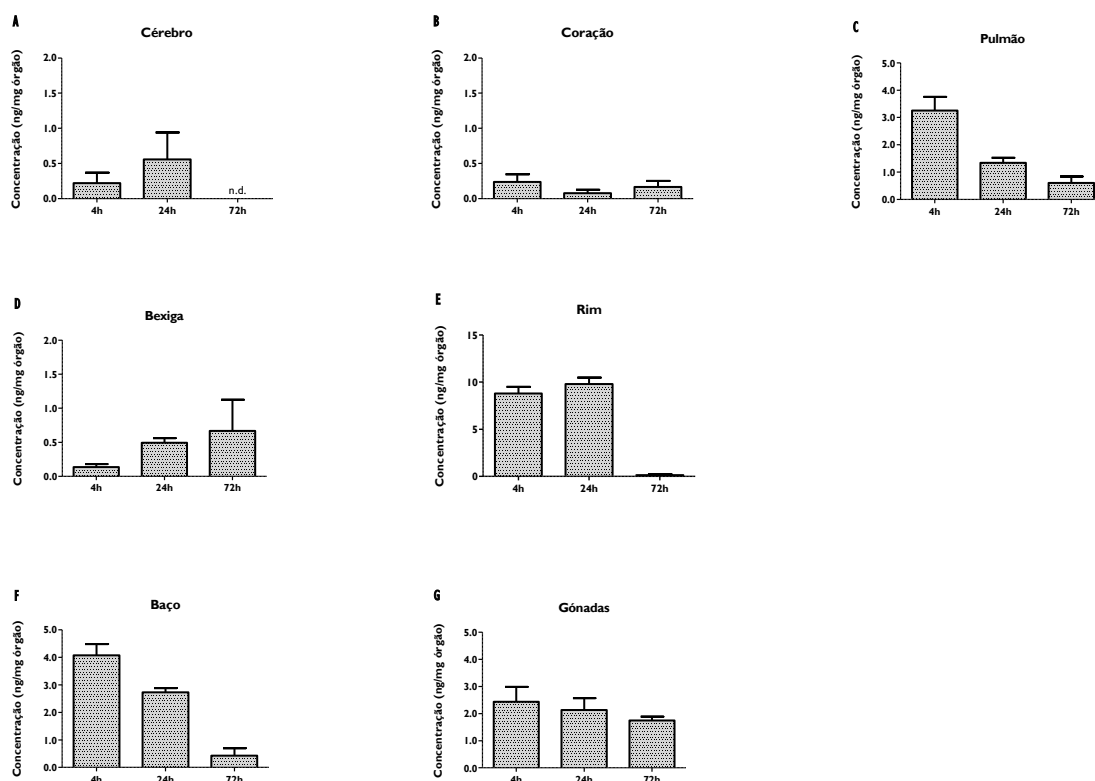 A
Cérebro
Concentração (ng/mg órgão)
2.0
1.5
1.0
0.5
0.0
n.d.
4h 24h 72h
B
Coração
Concentração (ng/mg órgão)
2.0
1.5
1.0
0.5
0.0
4h 24h 72h
C
Pulmão
Concentração (ng/mg órgão)
5.0
4.0
3.0
2.0
1.0
0.0
4h 24h 72h
D
Bexiga
Concentração (ng/mg órgão)
2.0
1.5
1.0
0.5
0.0
4h 24h 72h
E
Rim
Concentração (ng/mg órgão)
15
10
5
0
4h 24h 72h
F
Baço
Concentração (ng/mg órgão)
5.0
4.0
3.0
2.0
1.0
0.0
4h 24h 72h
G
Gónadas
Concentração (ng/mg órgão)
5.0
4.0
3.0
2.0
1.0
0.0
4h 24h 72h